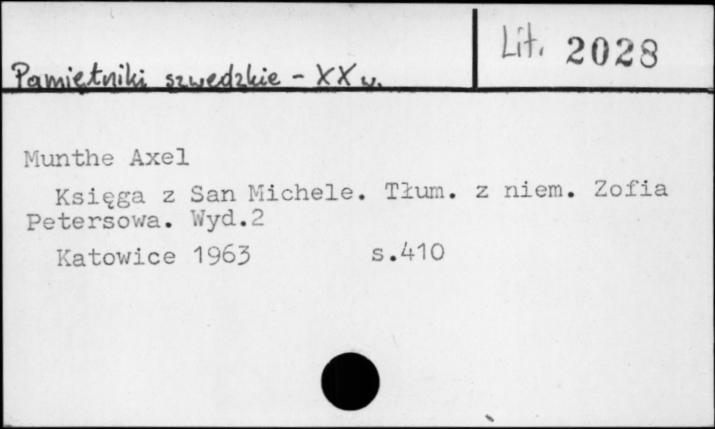 Lit. 2028
Pamiętniki szwedzkie - XX w.
Munthe Axel
Księga z San Michele. Tłum. z niem. Zofia
Petersowa. Wyd.2
Katowice 1963 s.410